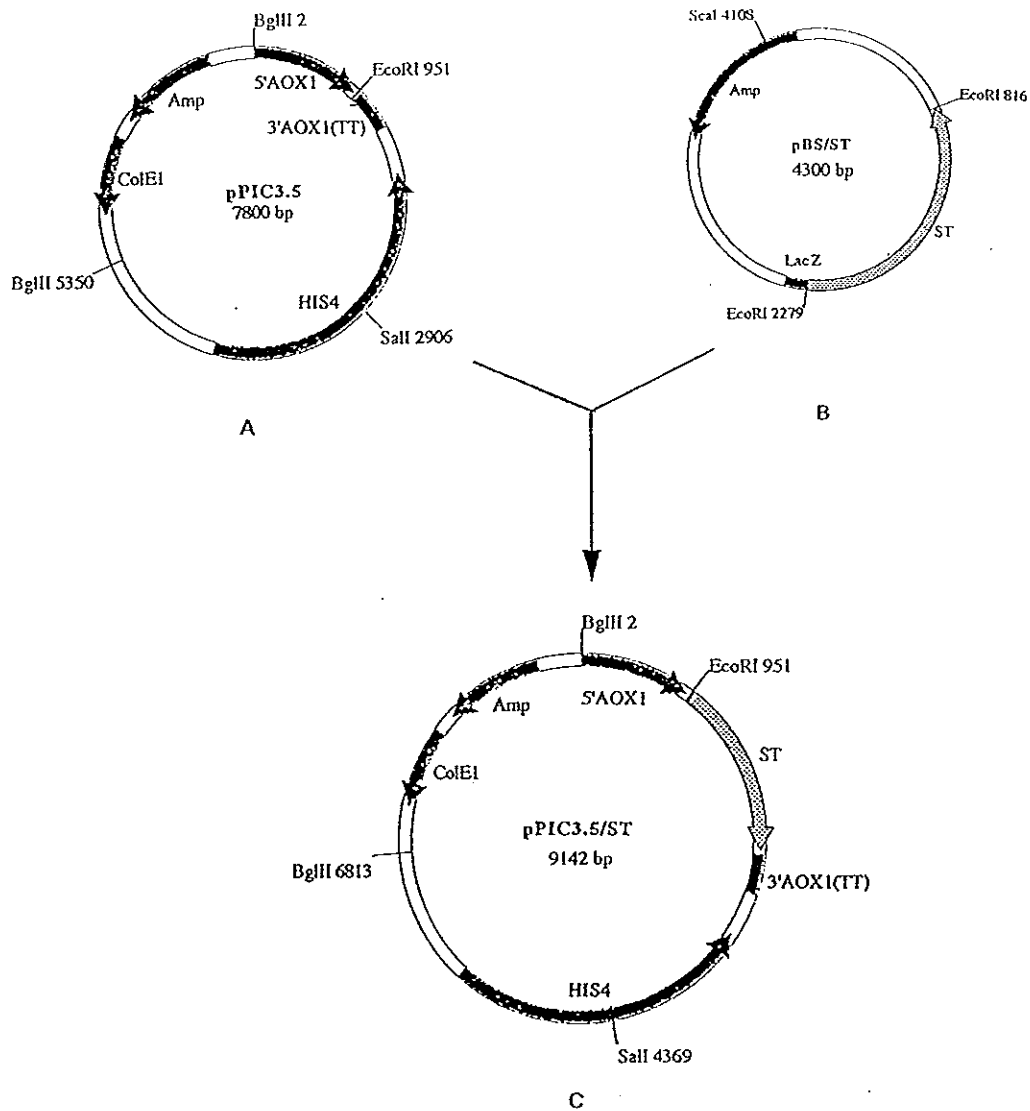 BglII 2
5'AOX1
EcoRI 951
Amp
3'AOX1(TT)
ColE1
pPIC3.5
7800 bp
BglII 5350
HIS4
SalI 2906
A
ScaI 4108
Amp
EcoRI 816
pBS/ST
4300 bp
ST
LacZ
EcoRI 2279
B
BglII 2
EcoRI 951
5'AOX1
Amp
ST
ColE1
pPIC3.5/ST
9142 bp
BglII 6813
3'AOX1(TT)
HIS4
SalI 4369
C